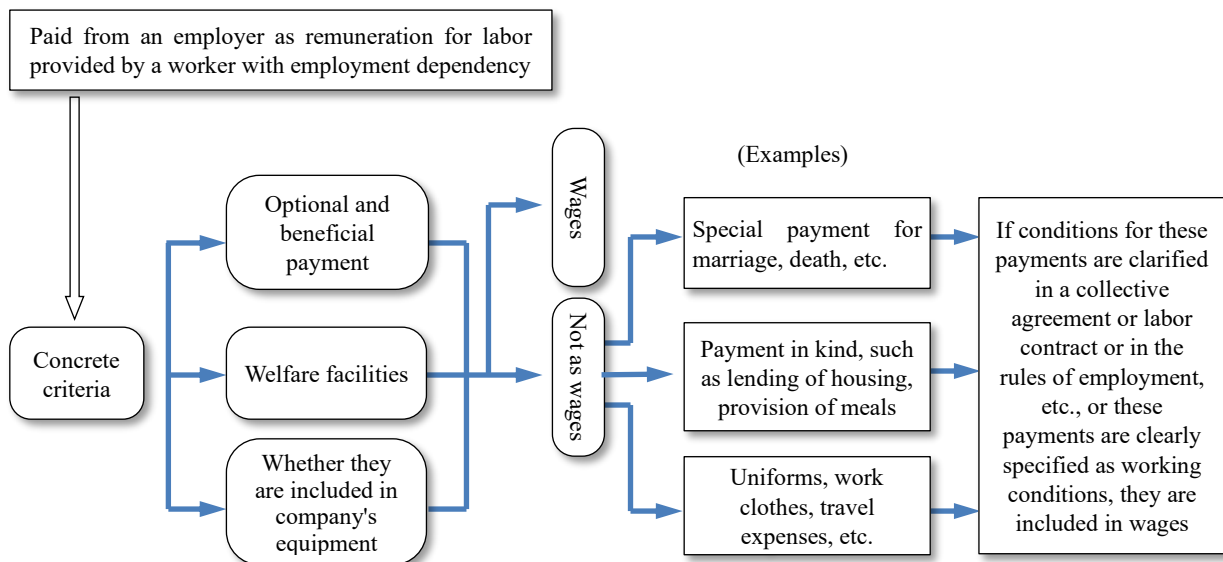 Paid from an employer as remuneration for labor
provided by a worker with employment dependency
Concrete
criteria
Optional and
beneficial
payment
Welfare facilities
Whether they
are included in
company's
equipment
Wages
Not as wages
(Examples)
Special payment for
marriage, death, etc.
Payment in kind, such
as lending of housing,
provision of meals
Uniforms, work
clothes, travel
expenses, etc.
If conditions for these
payments are clarified
in a collective
agreement or labor
contract or in the
rules of employment,
etc., or these
payments are clearly
specified as working
conditions, they are
included in wages